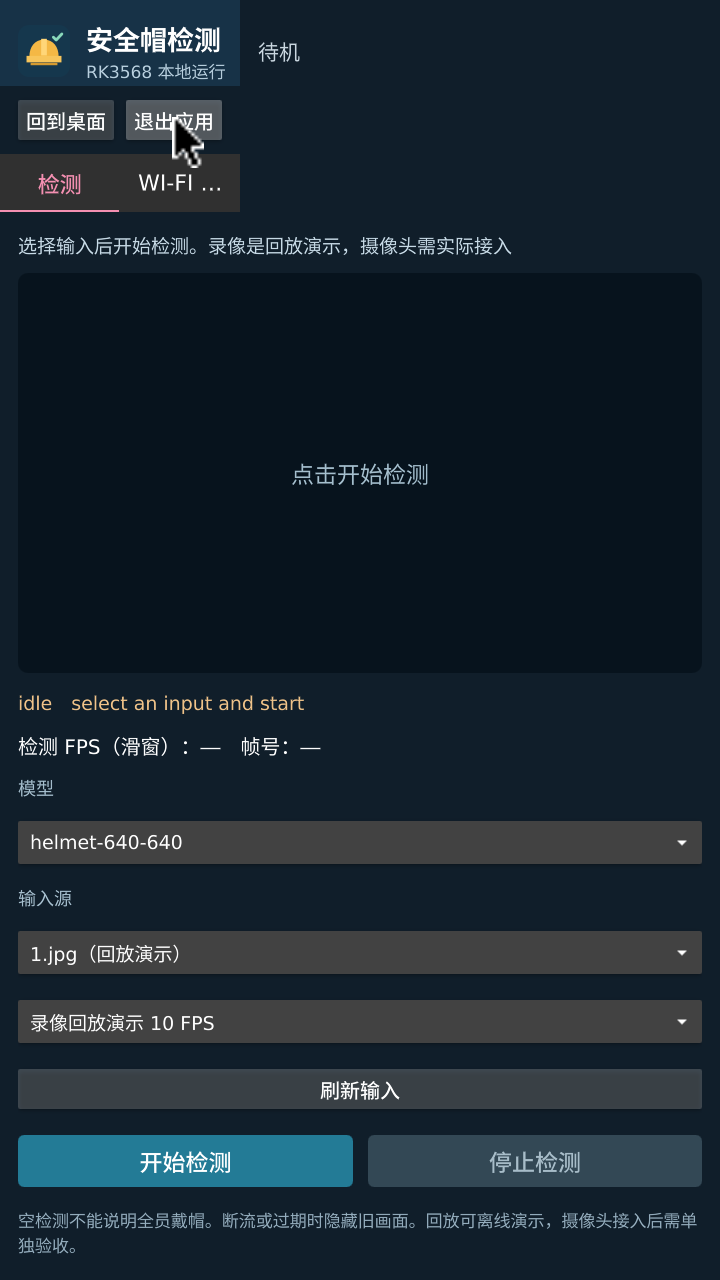 安全帽检测
RK3568 本地运行
待机
回到桌面
退出应用
检测
WI-FI ...
选择输入后开始检测。录像是回放演示，摄像头需实际接入
点击开始检测
idle select an input and start
检测 FPS（滑窗）：— 帧号：—
模型
helmet-640-640
输入源
1.jpg（回放演示）
录像回放演示 10 FPS
刷新输入
开始检测
停止检测
空检测不能说明全员戴帽。断流或过期时隐藏旧画面。回放可离线演示，摄像头接入后需单
独验收。